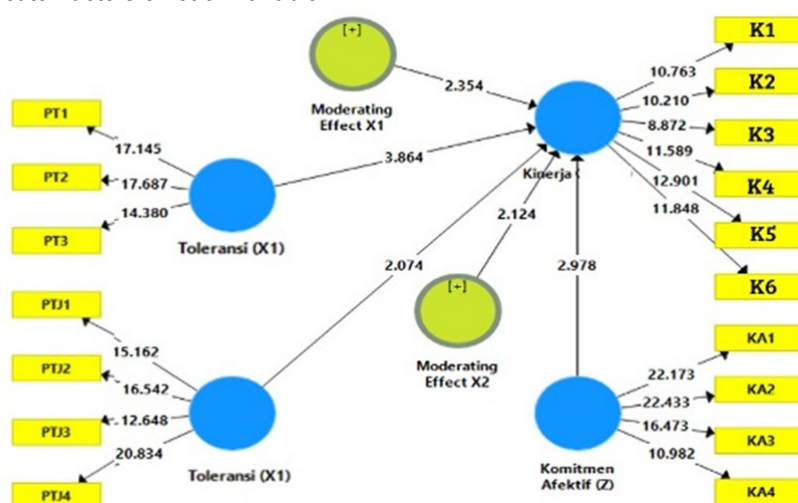 [+]
Moderating
Effect X1
2.354
K1
K2
K3
K4
K5
K6
10.763
10.210
8.872
11.589
12.901
11.848
PT1
PT2
PT3
17.145
17.687
14.380
Toleransi (X1)
3.864
Kinerja
2.074
2.124
2.978
[+]
Moderating
Effect X2
PTJ1
PTJ2
PTJ3
PTJ4
15.162
16.542
12.648
20.834
Toleransi (X1)
Komitmen
Afektif (Z)
22.173
22.433
16.473
10.982
KA1
KA2
KA3
KA4